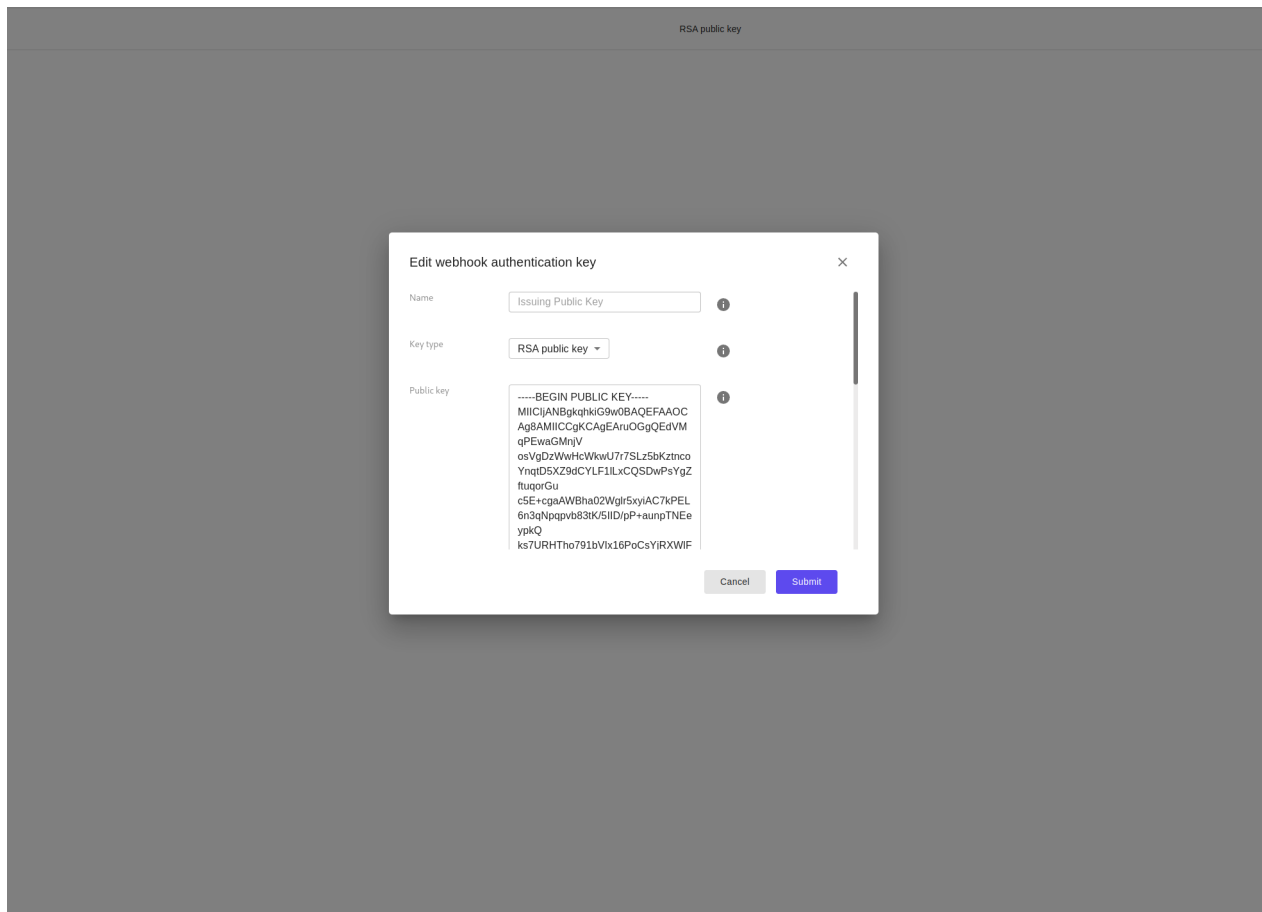 RSA public key
Edit webhook authentication key
Name
Issuing Public Key
Key type
RSA public key
Public key
-----BEGIN PUBLIC KEY-----
MIICIjANBgkqhkiG9w0BAQEFAAOC
Ag8AMIICCgKCAgEAruOGgQEdVM
qPEwaGMnjV
osVgDzWwHcWkwU7r7SLz5bKztnco
YnqtD5XZ9dCYLF1lLxCQSDwPsYgZ
ftuqorGu
c5E+cgaAWBha02Wglr5xyiAC7kPEL
6n3qNpqpvb83tK/5IID/pP+aunpTNEe
ypkQ
ks7URHTho791bVIx16PoCsYjRXWlF
Cancel
Submit